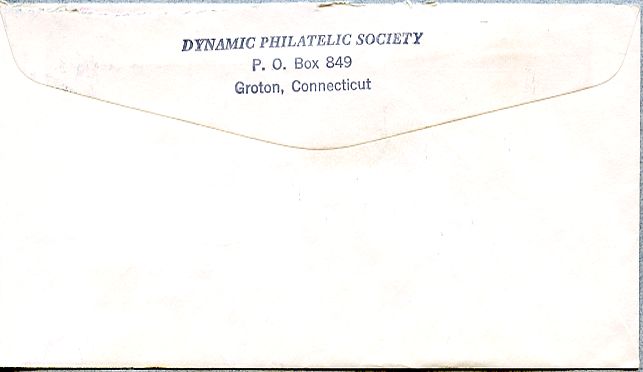 DYNAMIC PHILATELIC SOCIETY
P. O. Box 849
Groton, Connecticut